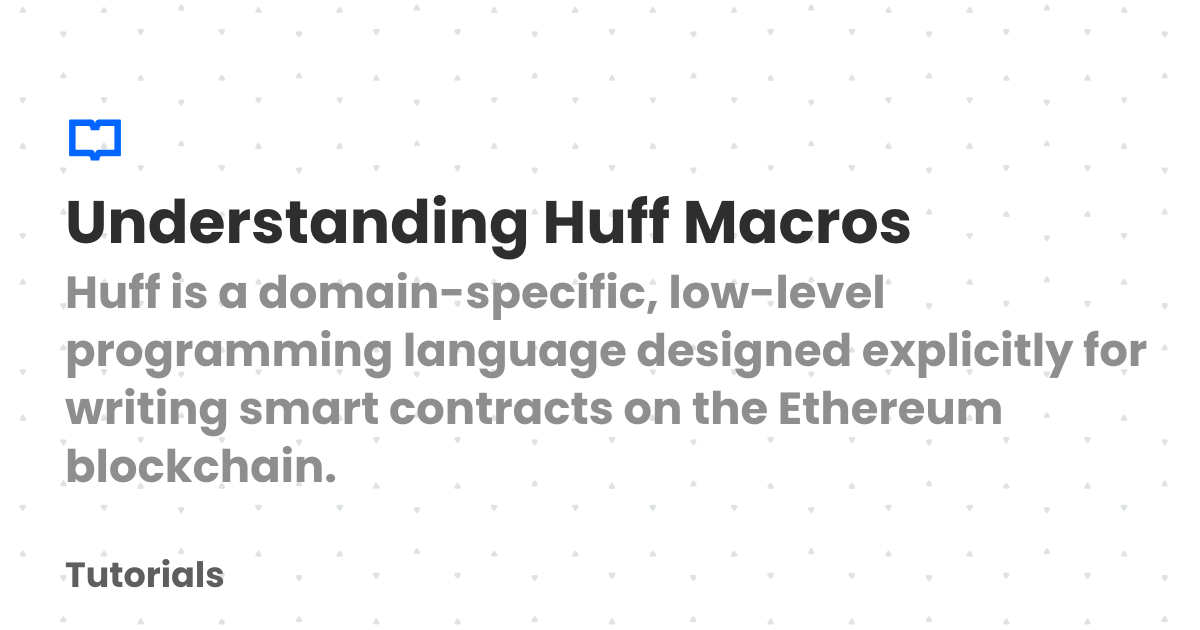 Understanding Huff Macros
Huff is a domain-specific, low-level
programming language designed explicitly for
writing smart contracts on the Ethereum
blockchain.
Tutorials